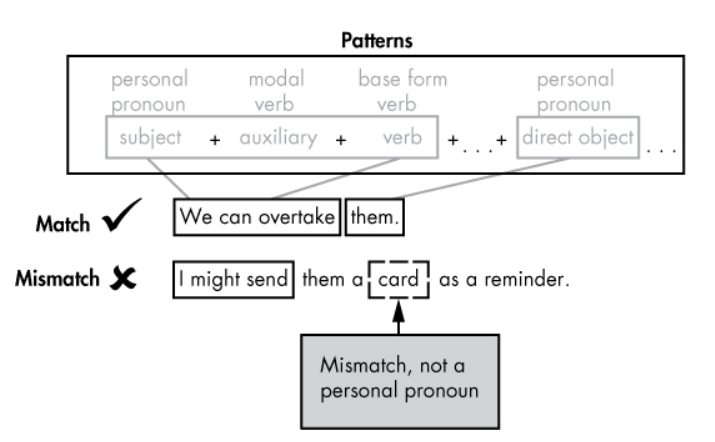 Patterns
personal modal base form personal
pronoun verb verb pronoun
subject + auxiliary + verb + ... + direct object ...
Match We can overtake them.
Mismatch I might send them a card as a reminder.
Mismatch, not a
personal pronoun